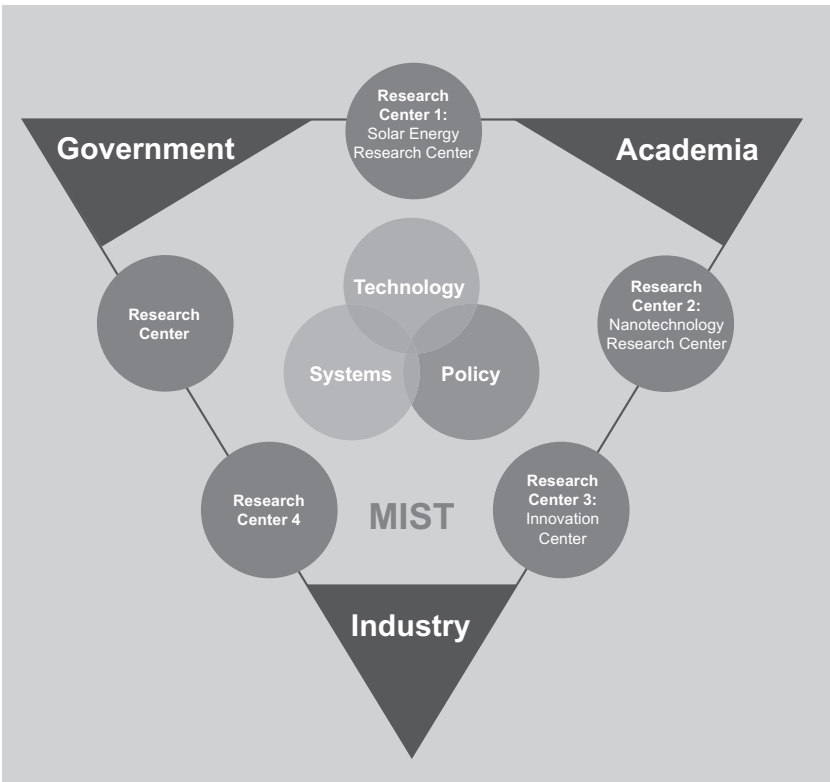 Research
Center 1:
Solar Energy
Research Center
Government
Academia
Technology
Systems
Policy
Research
Center
Research
Center 2:
Nanotechnology
Research Center
Research
Center 4
MIST
Research
Center 3:
Innovation
Center
Industry